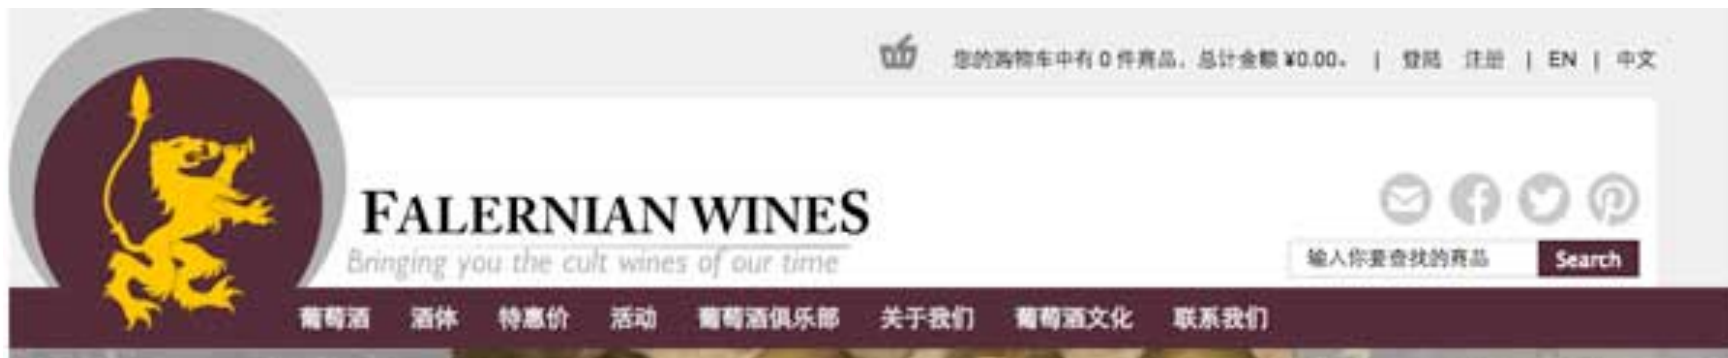 您的购物车中有 0 件商品，总计金额 ¥0.00。 | 登陆 注册 | EN | 中文
FALERNIAN WINES
Bringing you the cult wines of our time
输入你要查找的商品 Search
葡萄酒 酒体 特惠价 活动 葡萄酒俱乐部 关于我们 葡萄酒文化 联系我们